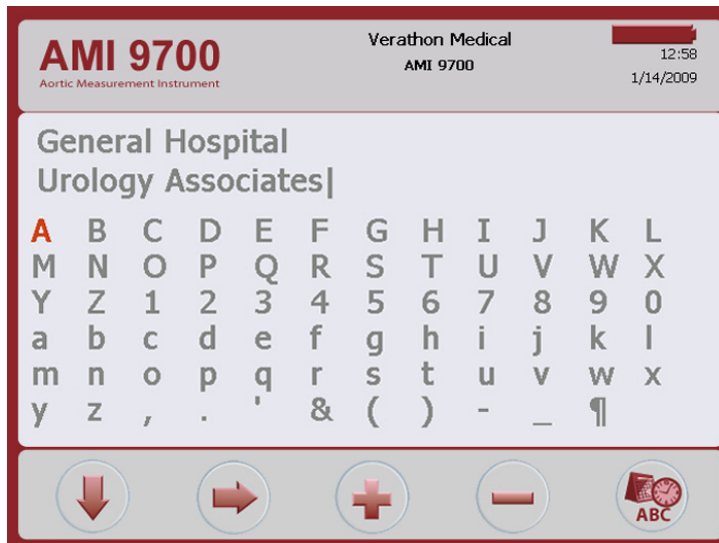 AMI 9700
Aortic Measurement Instrument
Verathon Medical
AMI 9700
12:58
1/14/2009
General Hospital
Urology Associates|
A B C D E F G H I J K L
M N O P Q R S T U V W X
Y Z 1 2 3 4 5 6 7 8 9 0
a b c d e f g h i j k l
m n o p q r s t u v w x
y z , . ' & ( ) - _ ¶
ABC